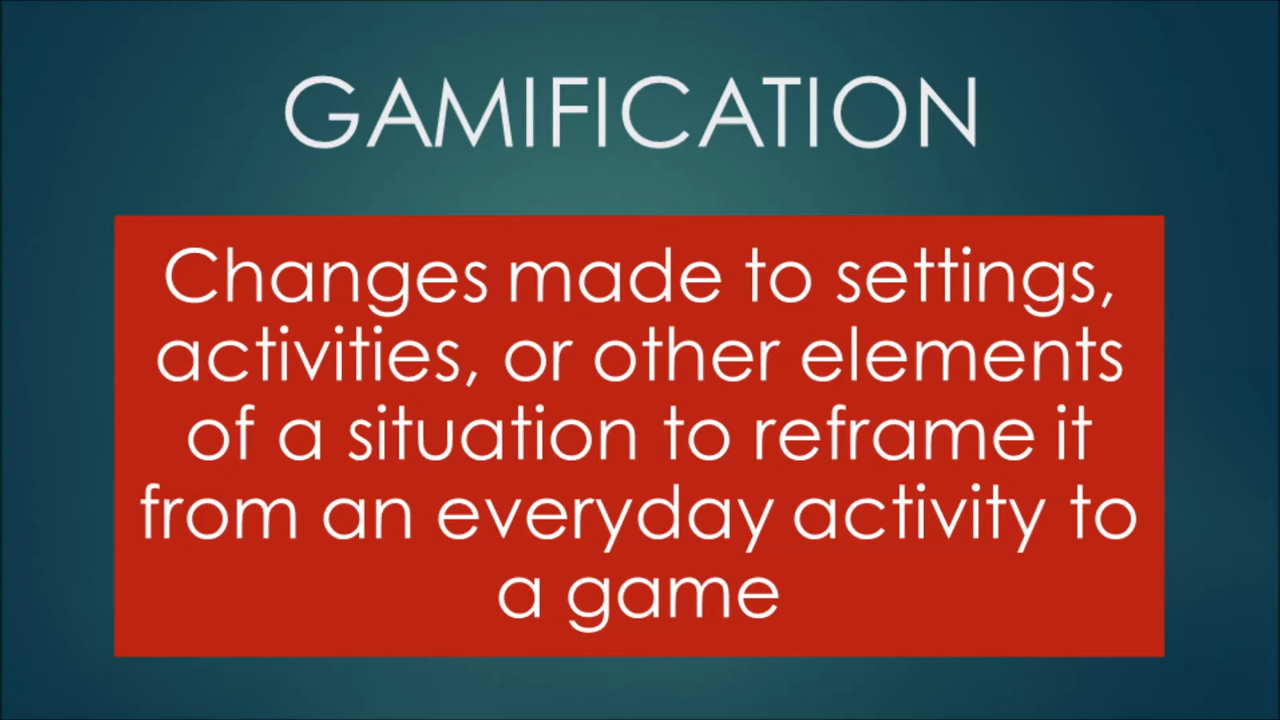 GAMIFICATION
Changes made to settings,
activities, or other elements
of a situation to reframe it
from an everyday activity to
a game